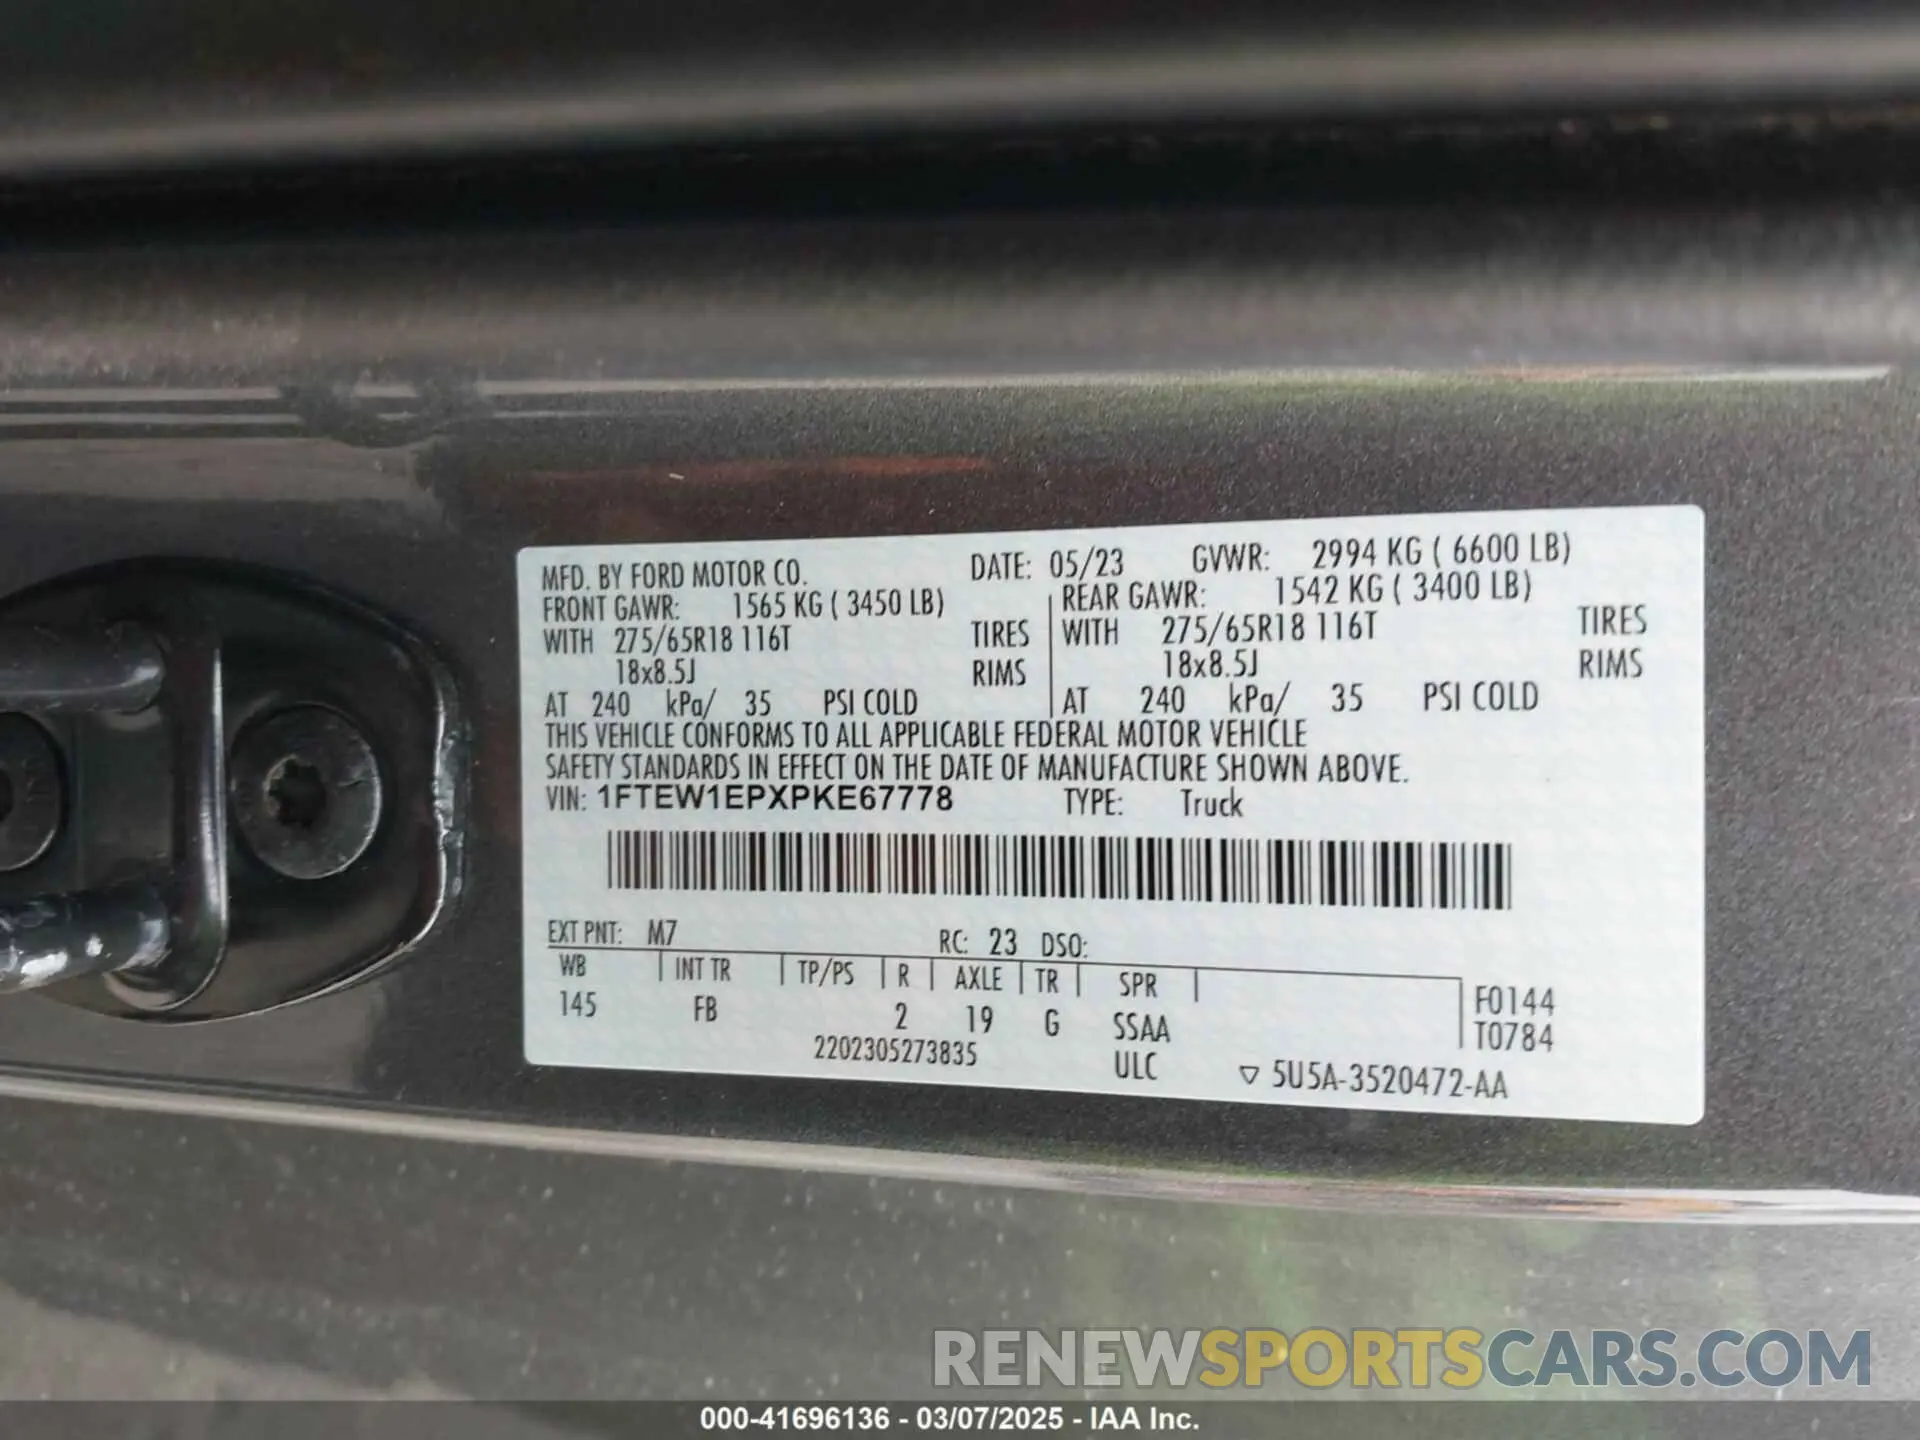 MFD. BY FORD MOTOR CO. DATE: 05/23 GVWR: 2994 KG ( 6600 LB)
FRONT GAWR: 1565 KG ( 3450 LB) REAR GAWR: 1542 KG ( 3400 LB)
WITH 275/65R18 116T TIRES WITH 275/65R18 116T TIRES
18x8.5J RIMS 18x8.5J RIMS
AT 240 kPa/ 35 PSI COLD AT 240 kPa/ 35 PSI COLD
THIS VEHICLE CONFORMS TO ALL APPLICABLE FEDERAL MOTOR VEHICLE
SAFETY STANDARDS IN EFFECT ON THE DATE OF MANUFACTURE SHOWN ABOVE.
VIN: 1FTEW1EPXPKE67778 TYPE: Truck
EXT PNT: M7 RC: 23 DSO:
WB INT TR TP/PS R AXLE TR SPR F0144
145 FB 2 19 G SSAA T0784
2202305273835 ULC ▽ 5U5A-3520472-AA
RENEWSPORTSCARS.COM
000-41696136 - 03/07/2025 - IAA Inc.